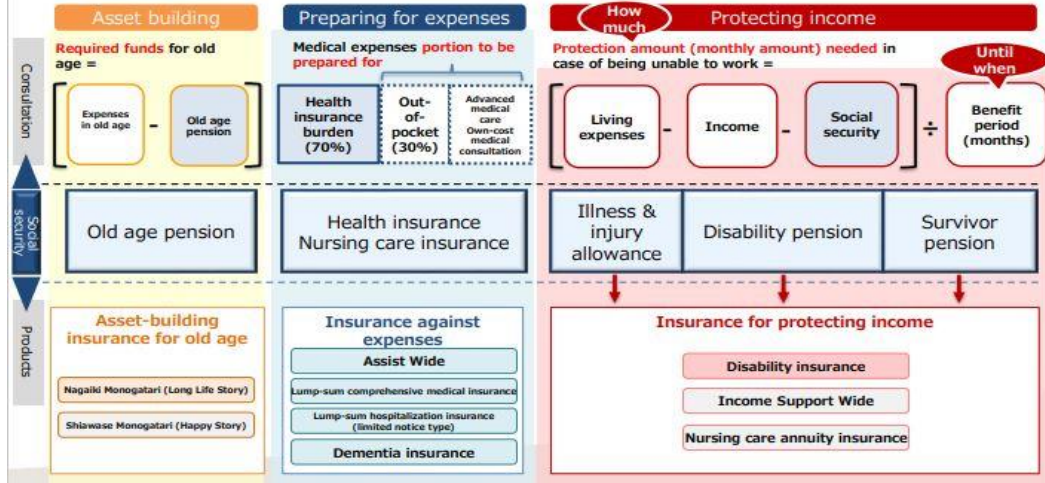 Asset building
Preparing for expenses
How
much
Protecting income
Consultation
Required funds for old
age =
Expenses
in old age
-
Old age
pension
Medical expenses portion to be
prepared for
Health
insurance
burden
(70%)
Out-
of-
pocket
(30%)
Advanced
medical
care
Own-cost
medical
consultation
Protection amount (monthly amount) needed in
case of being unable to work =
Until
when
Living
expenses
-
Income
-
Social
security
÷
Benefit
period
(months)
Social
security
Old age pension
Health insurance
Nursing care insurance
Illness &
injury
allowance
Disability pension
Survivor
pension
Products
Asset-building
insurance for old age
Nagaiki Monogatari (Long Life Story)
Shiawase Monogatari (Happy Story)
Insurance against
expenses
Assist Wide
Lump-sum comprehensive medical insurance
Lump-sum hospitalization insurance
(limited notice type)
Dementia insurance
Insurance for protecting income
Disability insurance
Income Support Wide
Nursing care annuity insurance